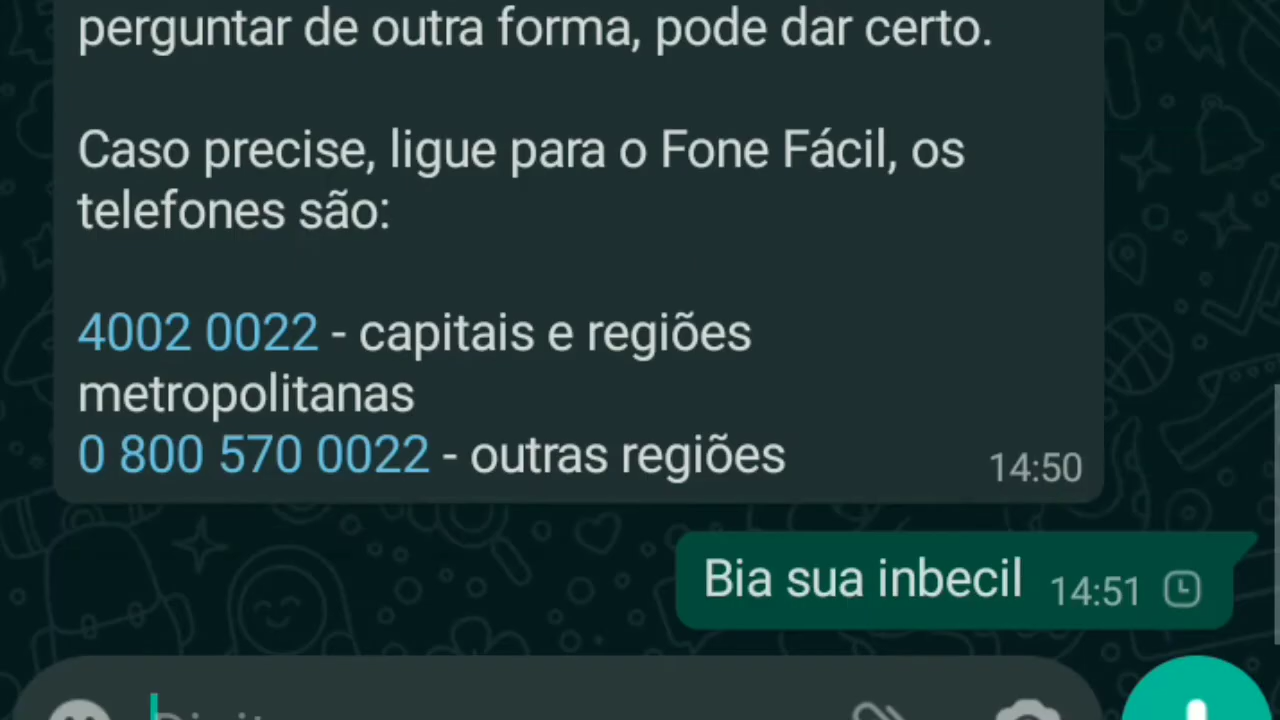 perguntar de outra forma, pode dar certo.
Caso precise, ligue para o Fone Fácil, os
telefones são:
4002 0022 - capitais e regiões
metropolitanas
0 800 570 0022 - outras regiões
14:50
Bia sua inbecil 14:51